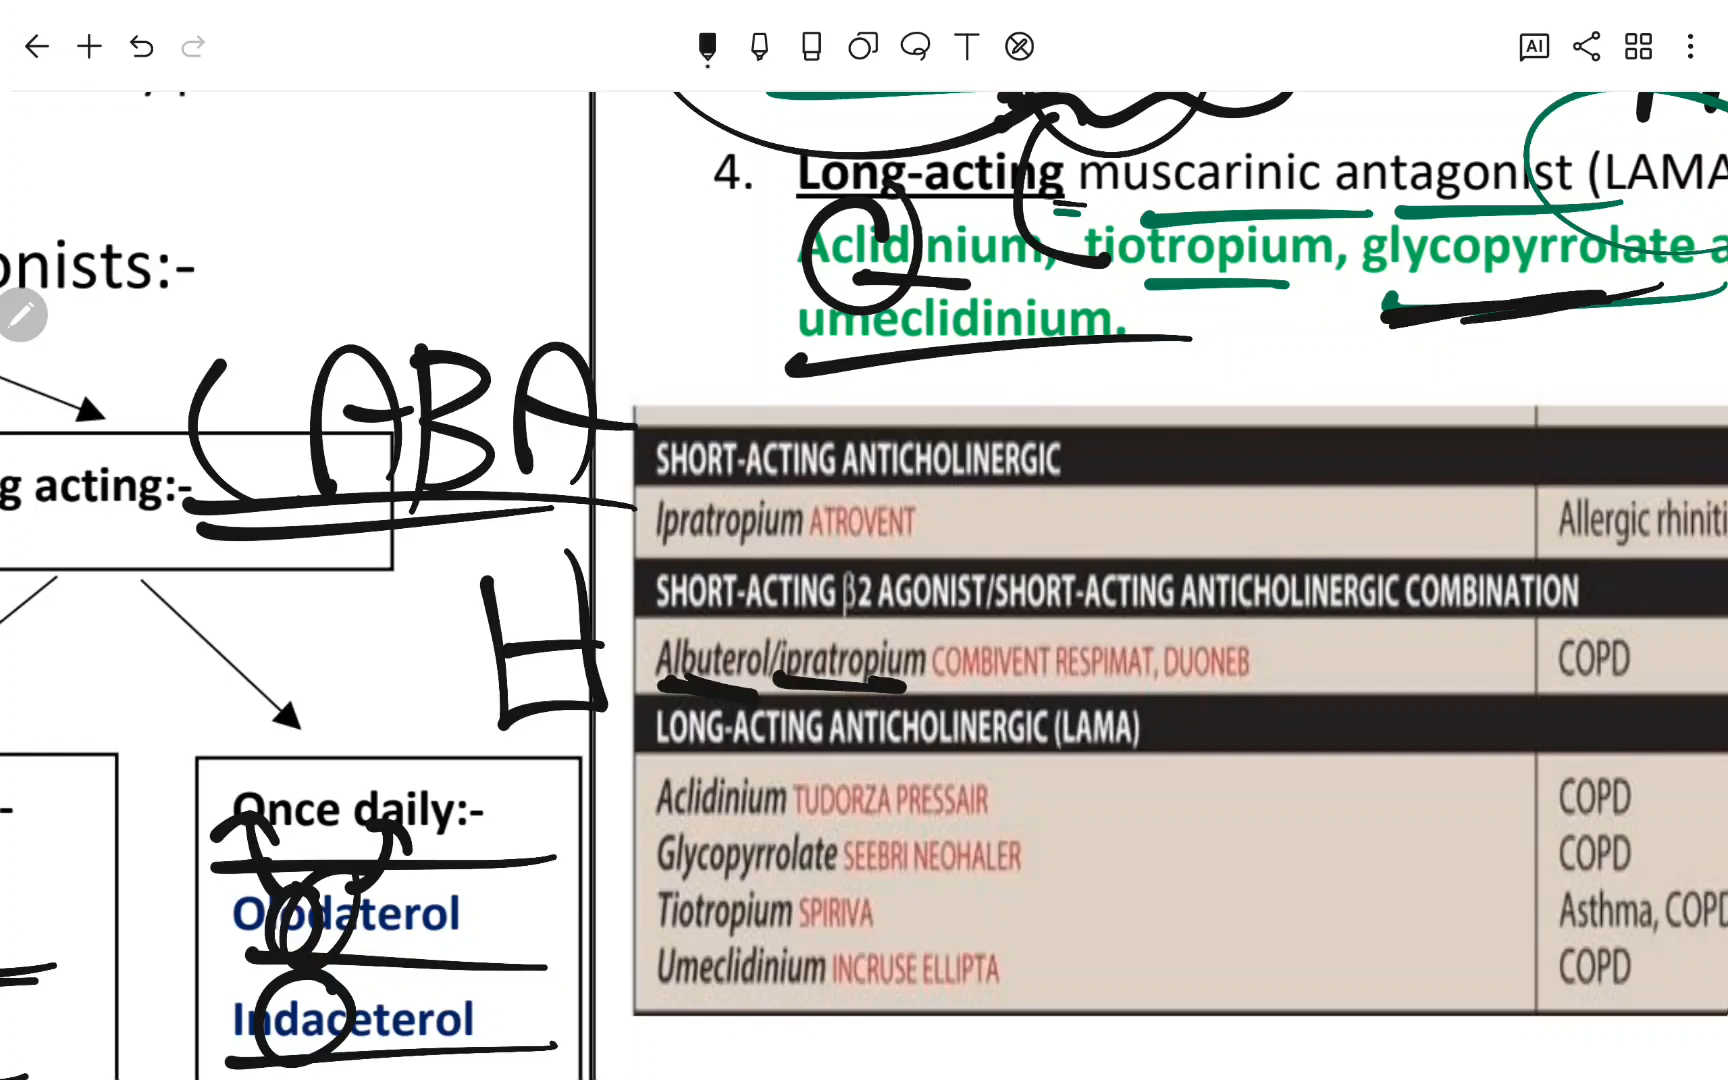 AI
onists:-
LABA
g acting:-
Once daily:-
Olodaterol
Indaceterol
4. Long-acting muscarinic antagonist (LAMA
Aclidinium, tiotropium, glycopyrrolate a
umeclidinium.
SHORT-ACTING ANTICHOLINERGIC
Ipratropium ATROVENT Allergic rhiniti
SHORT-ACTING β2 AGONIST/SHORT-ACTING ANTICHOLINERGIC COMBINATION
Albuterol/ipratropium COMBIVENT RESPIMAT, DUONEB COPD
LONG-ACTING ANTICHOLINERGIC (LAMA)
Aclidinium TUDORZA PRESSAIR COPD
Glycopyrrolate SEEBRI NEOHALER COPD
Tiotropium SPIRIVA Asthma, COPD
Umeclidinium INCRUSE ELLIPTA COPD